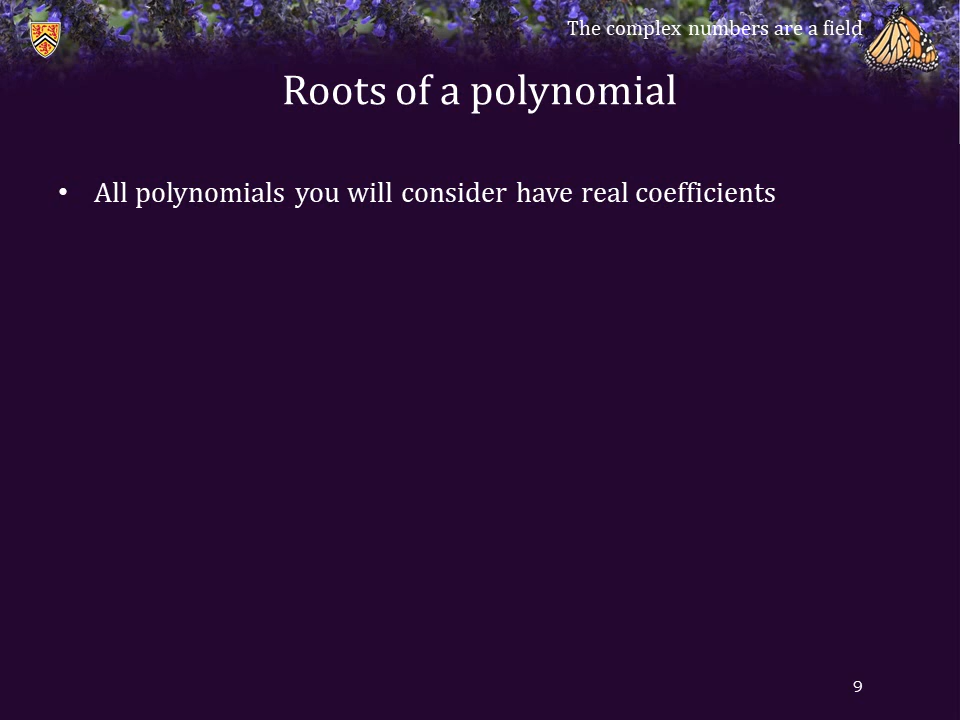 The complex numbers are a field
Roots of a polynomial
• All polynomials you will consider have real coefficients
9